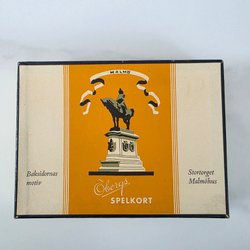 MALMÖ
Baksidornas
motiv
Stortorget
Malmöhus
Öbergs
SPELKORT